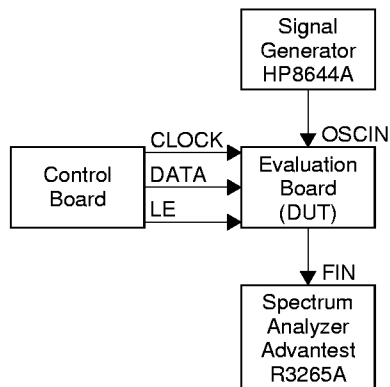 Signal
Generator
HP8644A
OSCIN
CLOCK
DATA
LE
Control
Board
Evaluation
Board
(DUT)
FIN
Spectrum
Analyzer
Advantest
R3265A